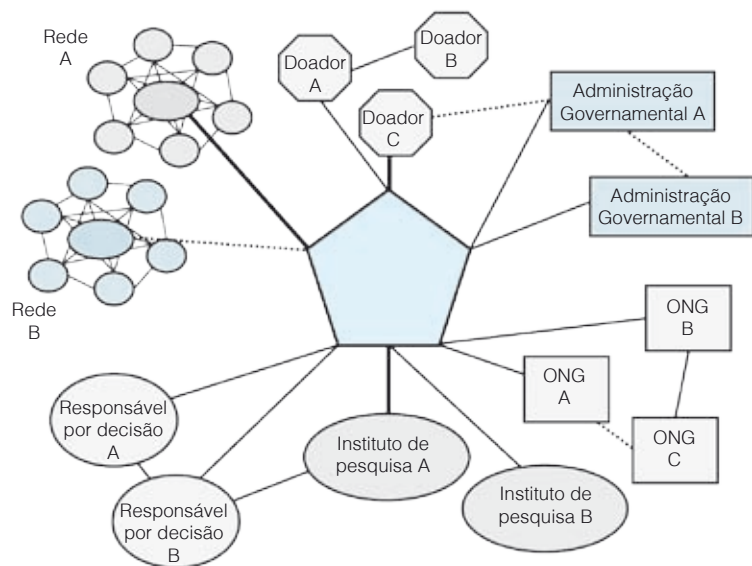 Rede
A
Doador
A
Doador
B
Doador
C
Administração
Governamental A
Administração
Governamental B
Rede
B
ONG
B
ONG
A
ONG
C
Responsável
por decisão
A
Responsável
por decisão
B
Instituto de
pesquisa A
Instituto de
pesquisa B